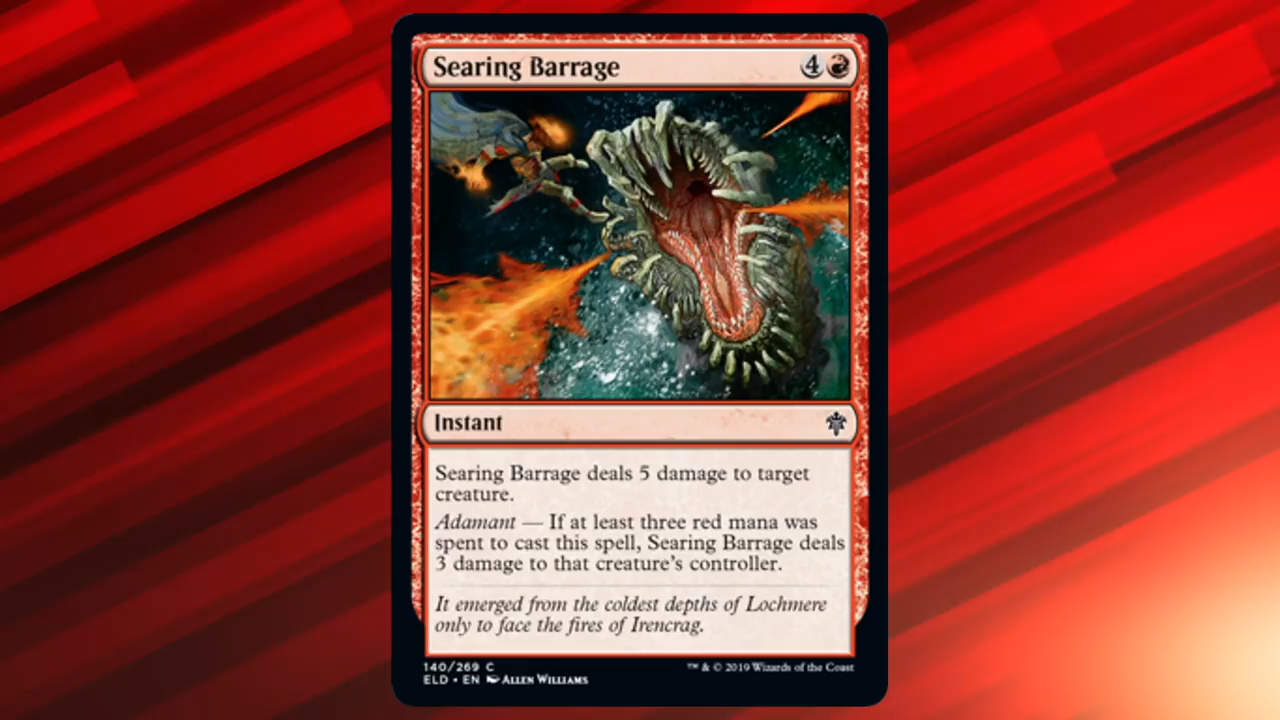 Searing Barrage 4
Instant
Searing Barrage deals 5 damage to target
creature.
Adamant — If at least three red mana was
spent to cast this spell, Searing Barrage deals
3 damage to that creature's controller.
It emerged from the coldest depths of Lochmere
only to face the fires of Irencrag.
140/269 C
™ & © 2019 Wizards of the Coast
ELD • EN Allen Williams